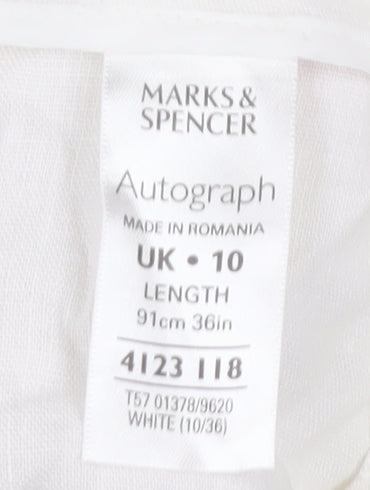 MARKS &
SPENCER
Autograph
MADE IN ROMANIA
UK • 10
LENGTH
91cm 36in
4123 118
T57 01378/9620
WHITE (10/36)